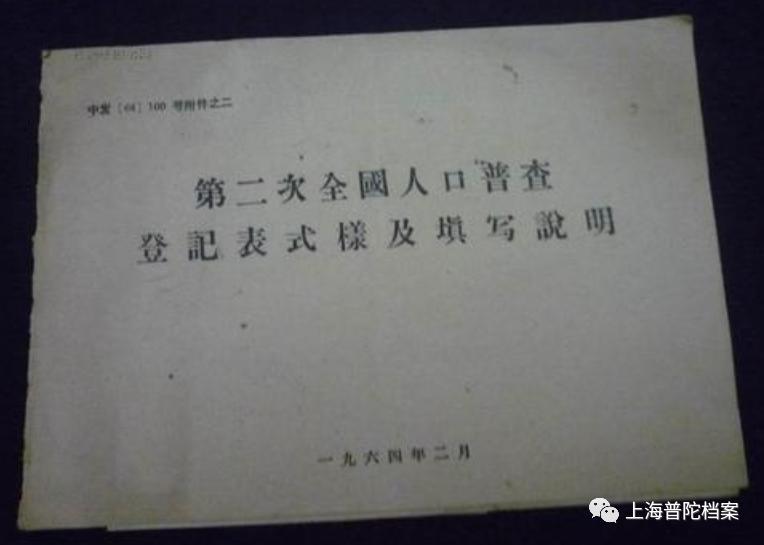 中发〔64〕100 号附件之二
第二次全國人口普查
登記表式樣及塡写說明
一九六四年二月
上海普陀档案